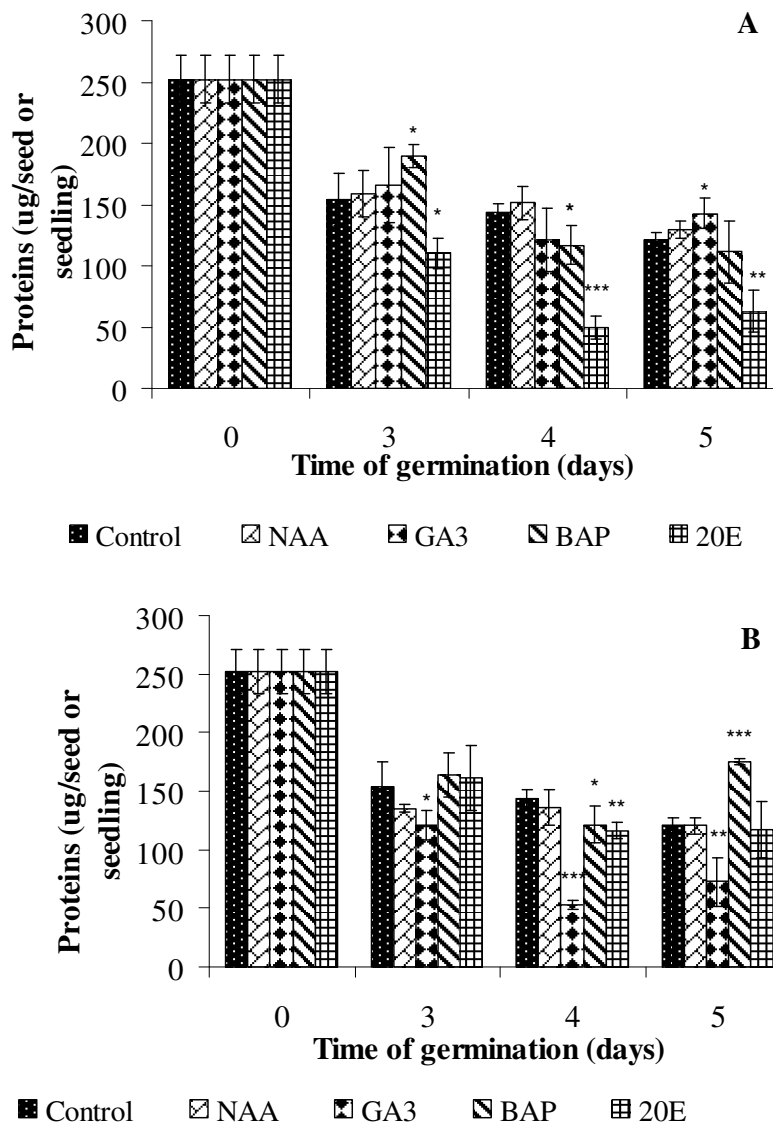 A
300
250
200
150
100
50
0
Proteins (ug/seed or
seedling)
*
*
*
***
*
**
0 3 4 5
Time of germination (days)
Control NAA GA3 BAP 20E
B
300
250
200
150
100
50
0
Proteins (ug/seed or
seedling)
*
***
*
**
**
***
0 3 4 5
Time of germination (days)
Control NAA GA3 BAP 20E